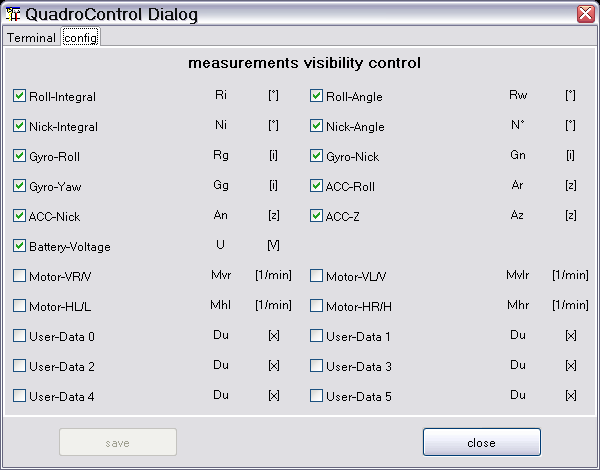 QuadroControl Dialog
Terminal config
measurements visibility control
Roll-Integral Ri [°] Roll-Angle Rw [°]
Nick-Integral Ni [°] Nick-Angle N° [°]
Gyro-Roll Rg [i] Gyro-Nick Gn [i]
Gyro-Yaw Gg [i] ACC-Roll Ar [z]
ACC-Nick An [z] ACC-Z Az [z]
Battery-Voltage U [V]
Motor-VR/V Mvr [1/min] Motor-VL/V Mvlr [1/min]
Motor-HL/L Mhl [1/min] Motor-HR/H Mhr [1/min]
User-Data 0 Du [x] User-Data 1 Du [x]
User-Data 2 Du [x] User-Data 3 Du [x]
User-Data 4 Du [x] User-Data 5 Du [x]
save close